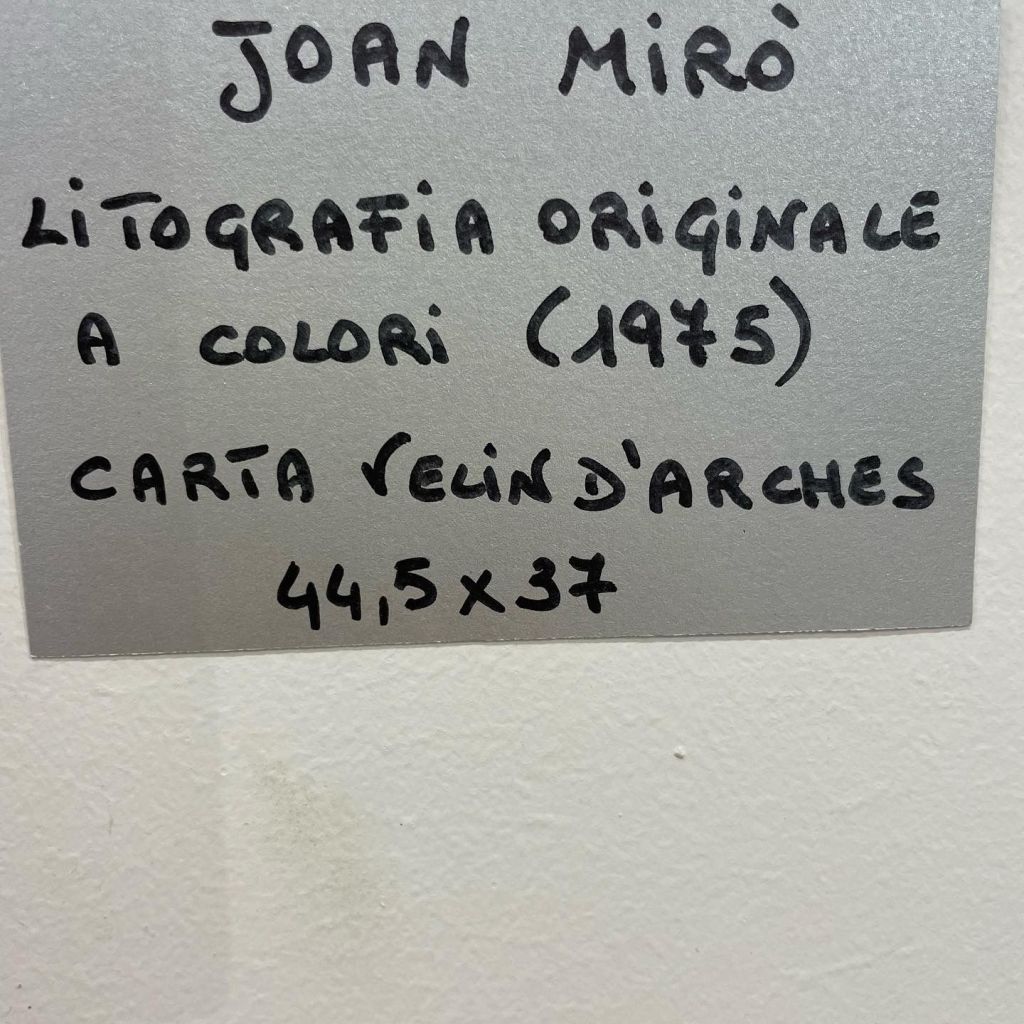 JOAN MiRÒ
LiTOGRAFiA ORiGiNALE
A COLORi (1975)
CARTA VELiN D'ARCHES
44,5 x 37